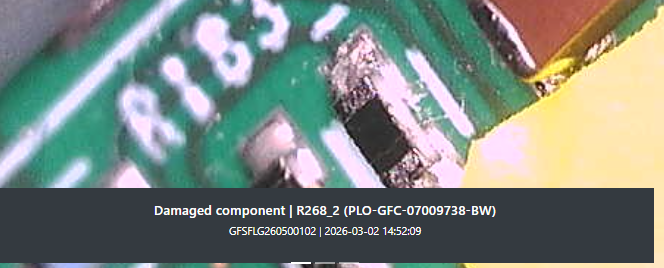 R183
Damaged component | R268_2 (PLO-GFC-07009738-BW)
GFSFLG260500102 | 2026-03-02 14:52:09